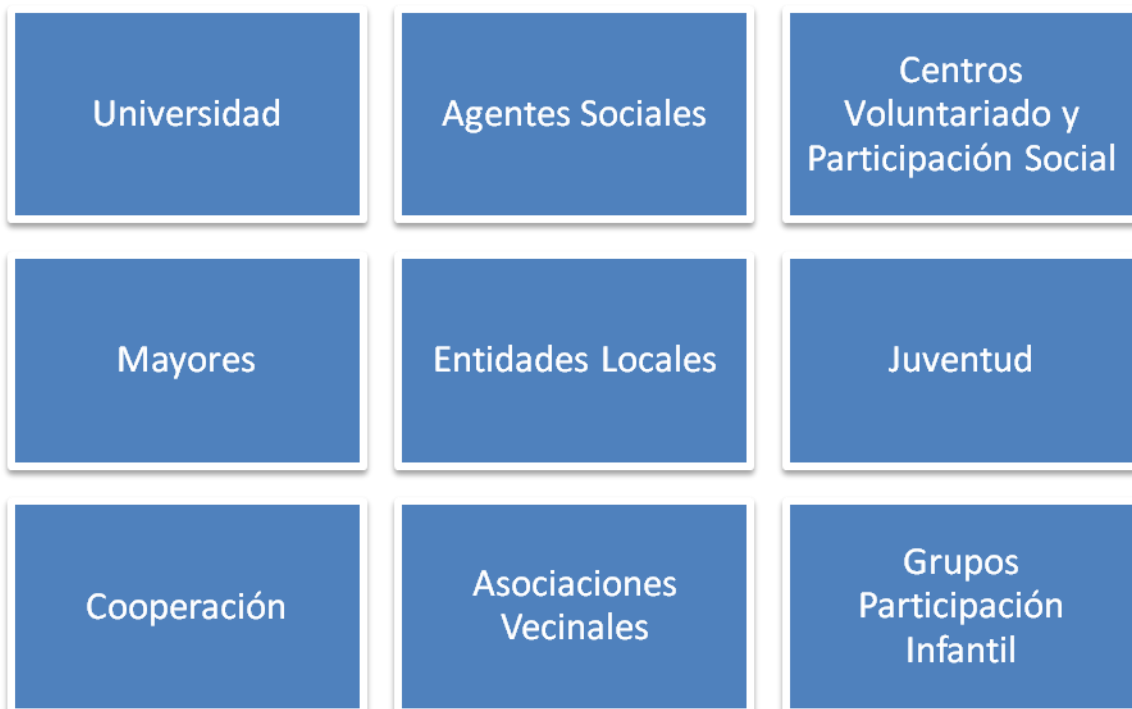 Universidad
Agentes Sociales
Centros
Voluntariado y
Participación Social
Mayores
Entidades Locales
Juventud
Cooperación
Asociaciones
Vecinales
Grupos
Participación
Infantil